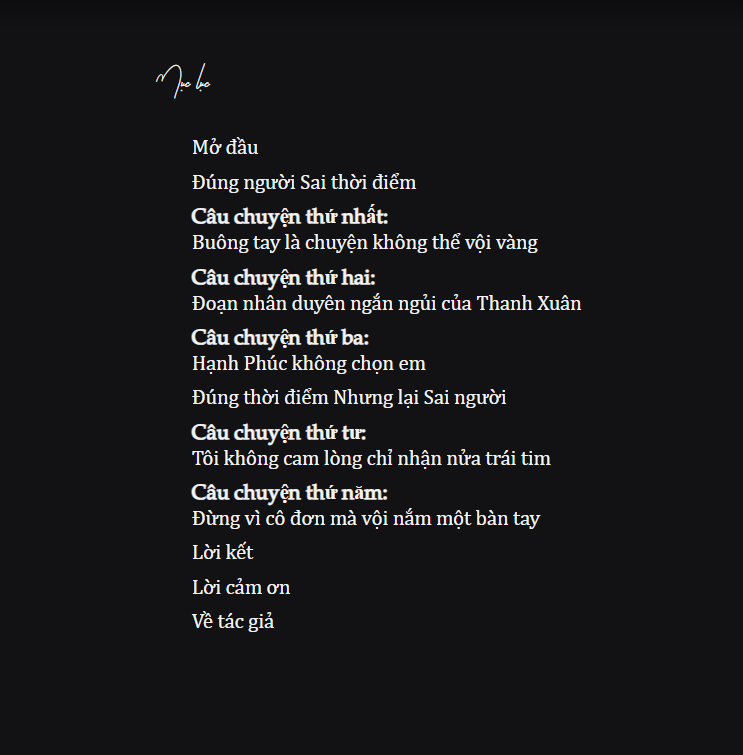 Mục lục
Mở đầu
Đúng người Sai thời điểm
Câu chuyện thứ nhất:
Buông tay là chuyện không thể vội vàng
Câu chuyện thứ hai:
Đoạn nhân duyên ngắn ngủi của Thanh Xuân
Câu chuyện thứ ba:
Hạnh Phúc không chọn em
Đúng thời điểm Nhưng lại Sai người
Câu chuyện thứ tư:
Tôi không cam lòng chỉ nhận nửa trái tim
Câu chuyện thứ năm:
Đừng vì cô đơn mà vội nắm một bàn tay
Lời kết
Lời cảm ơn
Về tác giả